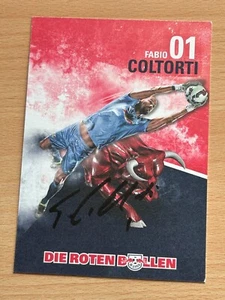 FABIO 01
COLTORTI
DIE ROTEN BULLEN